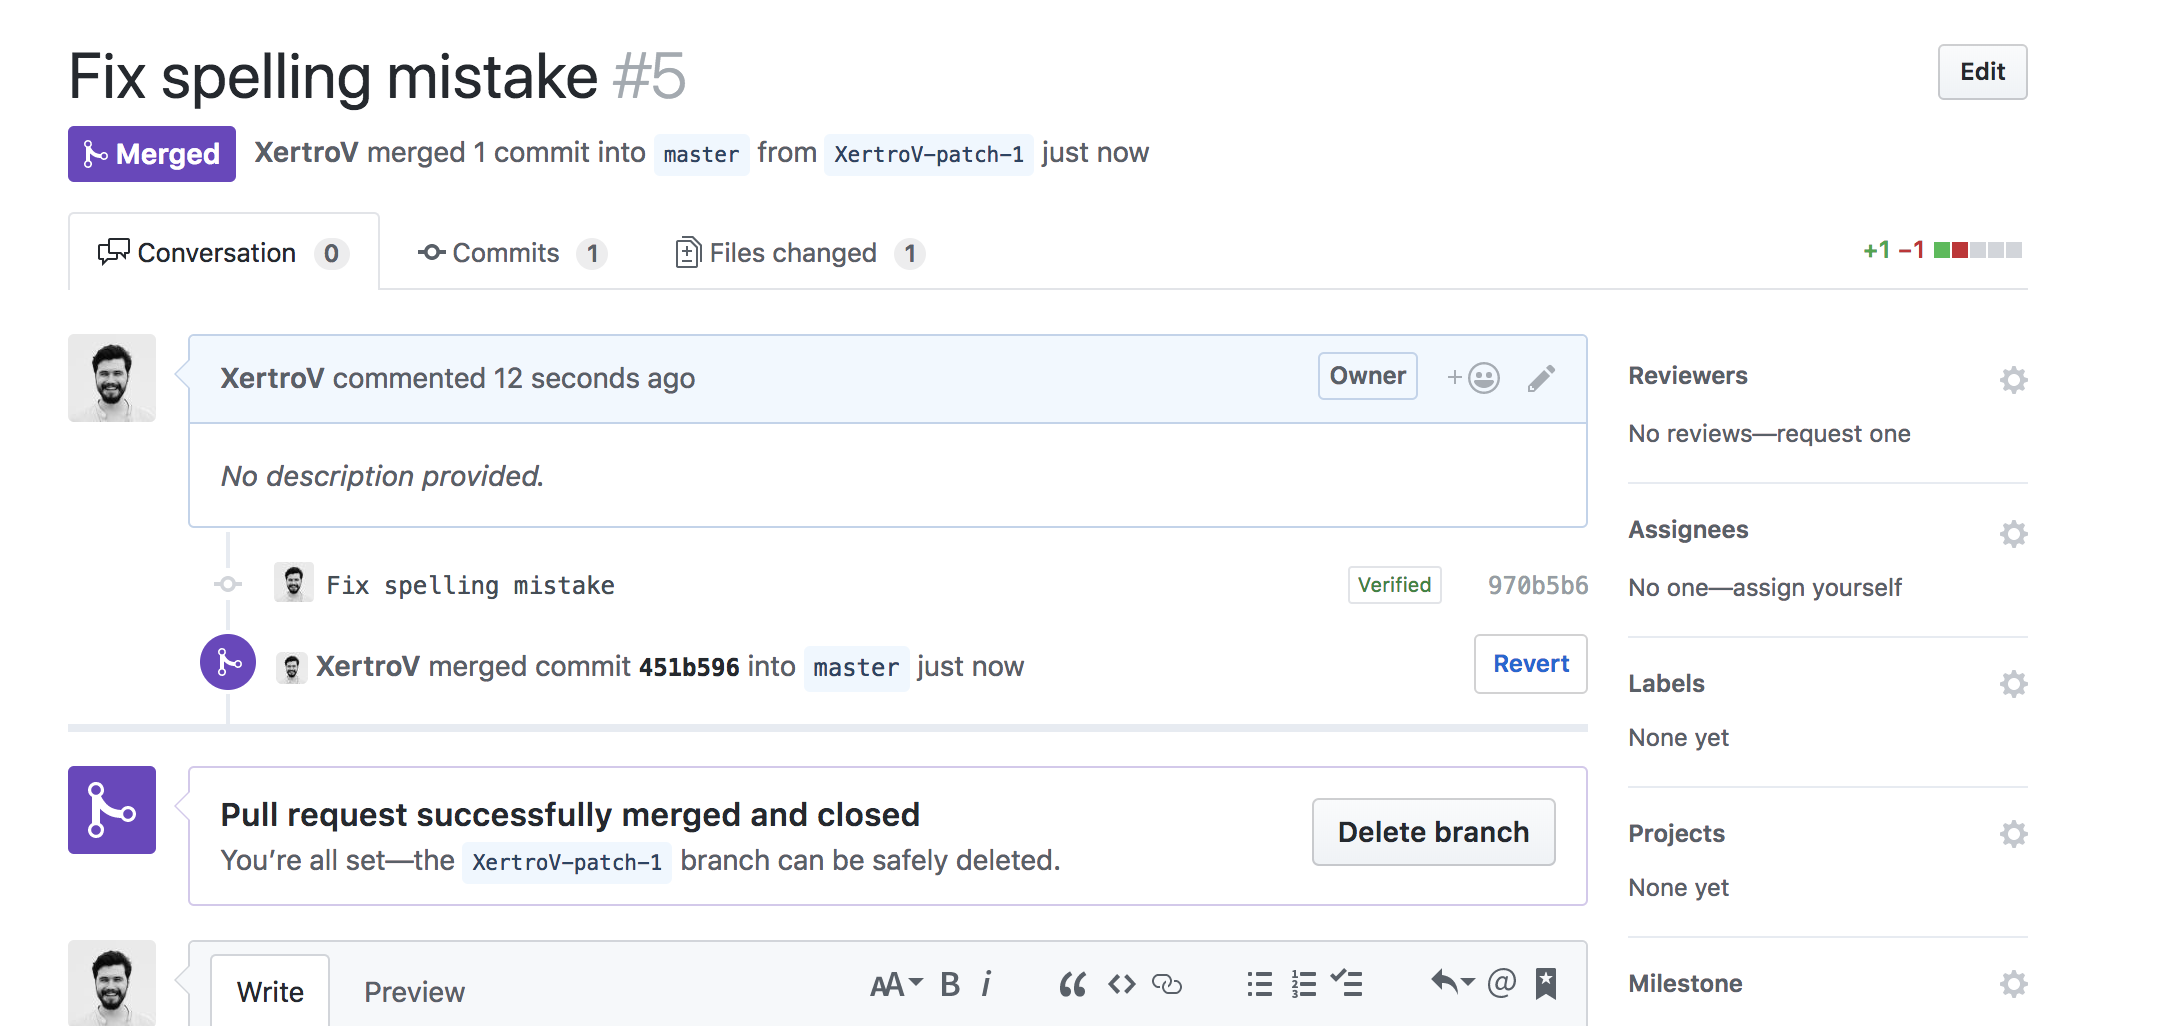 Fix spelling mistake #5
Edit
Merged XertroV merged 1 commit into master from XertroV-patch-1 just now
Conversation 0 Commits 1 Files changed 1 +1 −1
XertroV commented 12 seconds ago Owner +
No description provided.
Fix spelling mistake Verified 970b5b6
XertroV merged commit 451b596 into master just now Revert
Pull request successfully merged and closed
You’re all set—the XertroV-patch-1 branch can be safely deleted.
Delete branch
Write Preview AA B i “ <> 1 2 3 @
Reviewers
No reviews—request one
Assignees
No one—assign yourself
Labels
None yet
Projects
None yet
Milestone